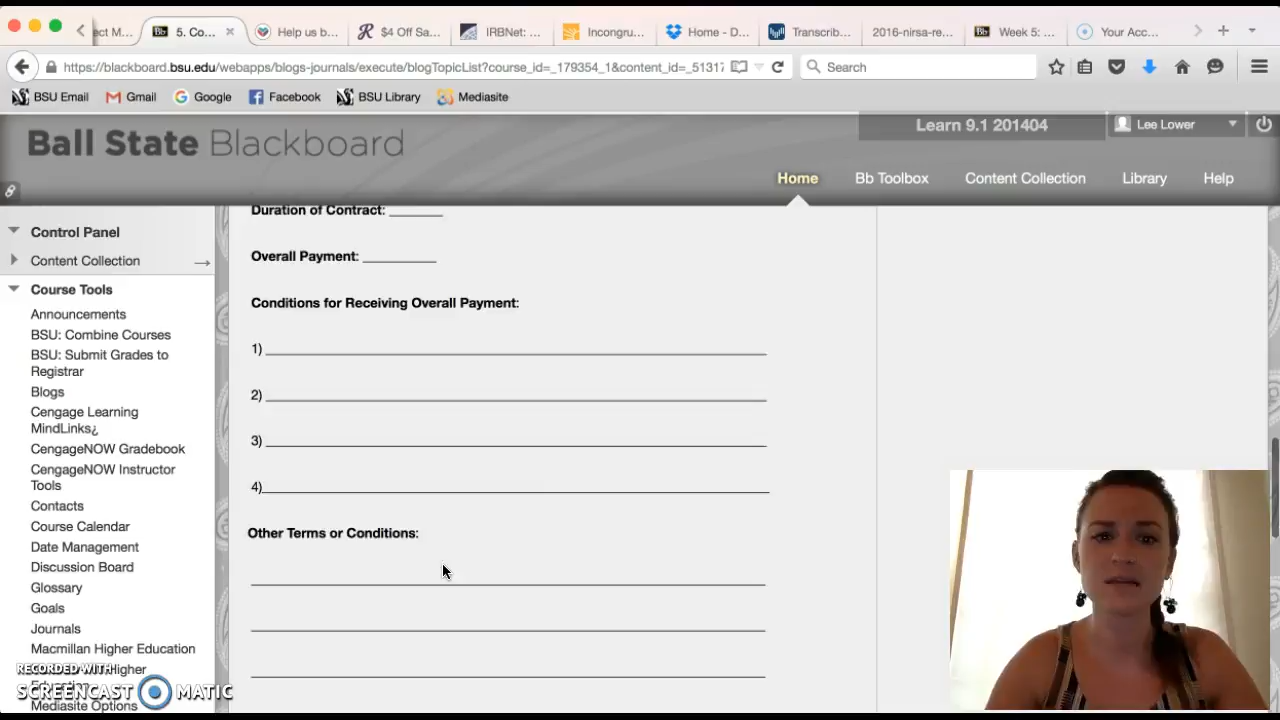 ect M...
5. Co...
Help us b...
$4 Off Sa...
IRBNet: ...
Incongru...
Home - D...
Transcrib...
2016-nirsa-re...
Week 5: ...
Your Acc...
https://blackboard.bsu.edu/webapps/blogs-journals/execute/blogTopicList?course_id=_179354_1&content_id=_51317
Search
BSU Email
Gmail
Google
Facebook
BSU Library
Mediasite
Ball State Blackboard
Learn 9.1 201404
Lee Lower
Home
Bb Toolbox
Content Collection
Library
Help
Control Panel
Content Collection
Course Tools
Announcements
BSU: Combine Courses
BSU: Submit Grades to
Registrar
Blogs
Cengage Learning
MindLinks¿
CengageNOW Gradebook
CengageNOW Instructor
Tools
Contacts
Course Calendar
Date Management
Discussion Board
Glossary
Goals
Journals
Macmillan Higher Education
Higher
Mediasite Options
Duration of Contract: _______
Overall Payment: __________
Conditions for Receiving Overall Payment:
1)
2)
3)
4)
Other Terms or Conditions:
RECORDED WITH
SCREENCAST MATIC